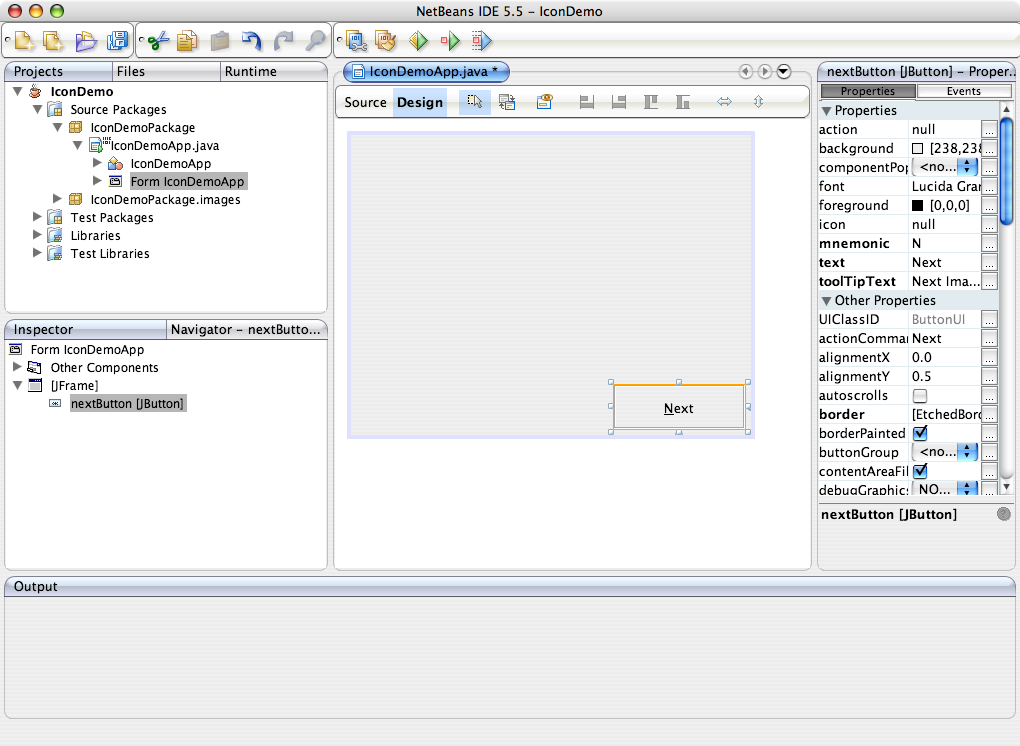 NetBeans IDE 5.5 - IconDemo
Projects Files Runtime
IconDemo
Source Packages
IconDemoPackage
IconDemoApp.java
IconDemoApp
Form IconDemoApp
IconDemoPackage.images
Test Packages
Libraries
Test Libraries
Inspector Navigator - nextButto...
Form IconDemoApp
Other Components
[JFrame]
nextButton [JButton]
IconDemoApp.java *
Source Design
Next
nextButton [JButton] - Proper...
Properties Events
Properties
action null
background [238,238
componentPop <no... ...
font Lucida Gran ...
foreground [0,0,0] ...
icon null ...
mnemonic N ...
text Next ...
toolTipText Next Ima... ...
Other Properties
UIClassID ButtonUI ...
actionComman Next ...
alignmentX 0.0 ...
alignmentY 0.5 ...
autoscrolls ...
border [EtchedBord ...
borderPainted ...
buttonGroup <no... ...
contentAreaFil ...
debugGraphics NO... ...
nextButton [JButton]
?
Output